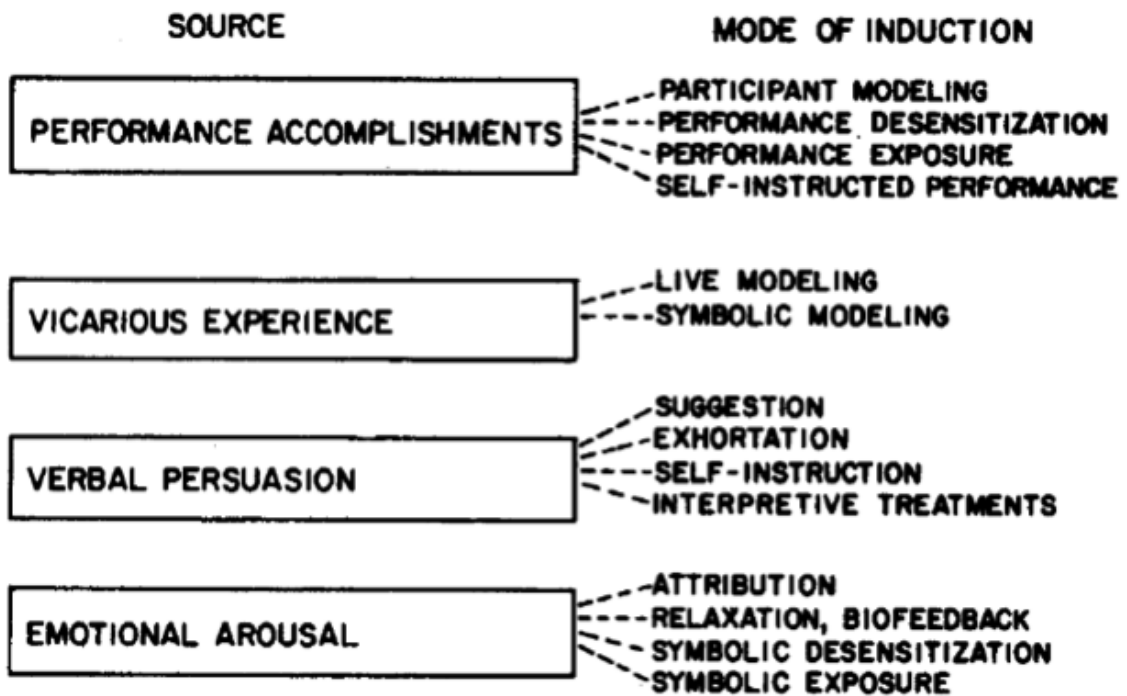 SOURCE
MODE OF INDUCTION
PERFORMANCE ACCOMPLISHMENTS
PARTICIPANT MODELING
PERFORMANCE DESENSITIZATION
PERFORMANCE EXPOSURE
SELF-INSTRUCTED PERFORMANCE
VICARIOUS EXPERIENCE
LIVE MODELING
SYMBOLIC MODELING
VERBAL PERSUASION
SUGGESTION
EXHORTATION
SELF-INSTRUCTION
INTERPRETIVE TREATMENTS
EMOTIONAL AROUSAL
ATTRIBUTION
RELAXATION, BIOFEEDBACK
SYMBOLIC DESENSITIZATION
SYMBOLIC EXPOSURE